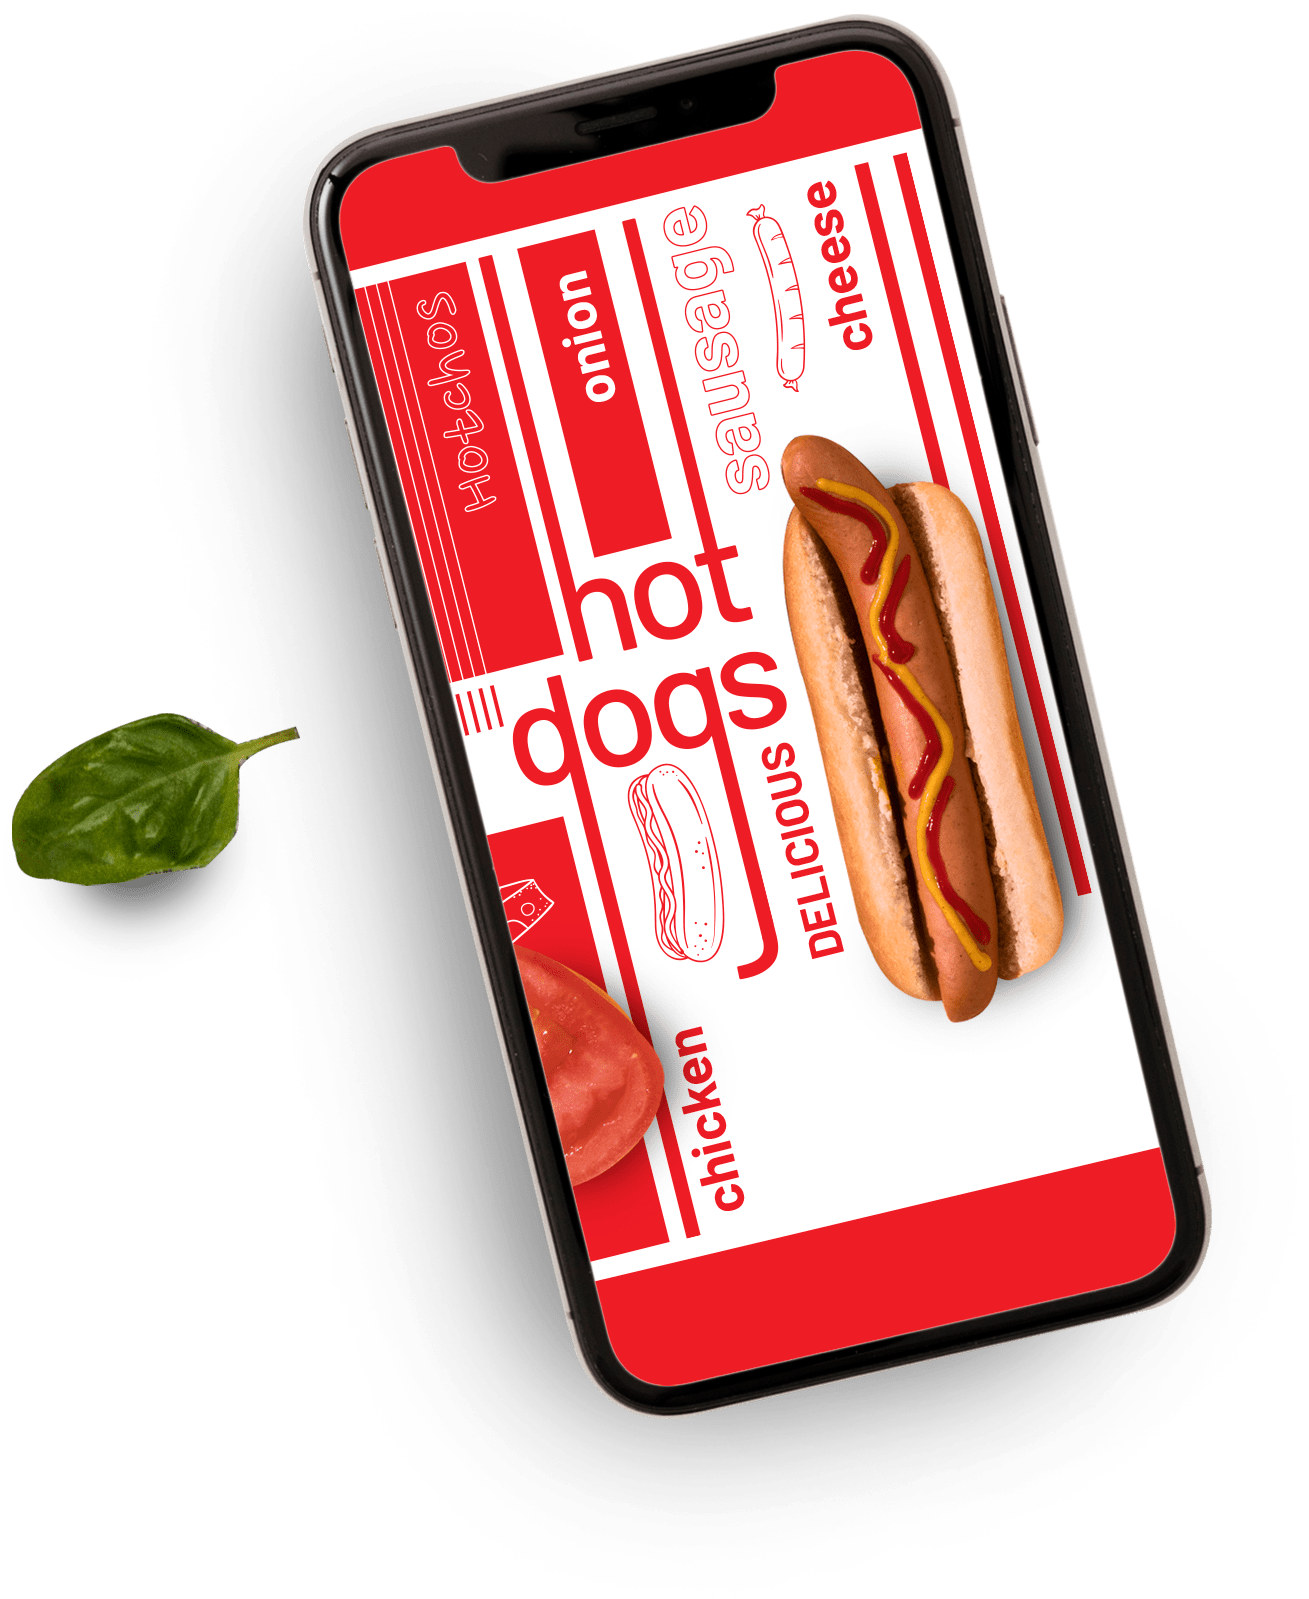 Hotchos
onion
sausage
cheese
hot
dogs
DELICIOUS
chicken